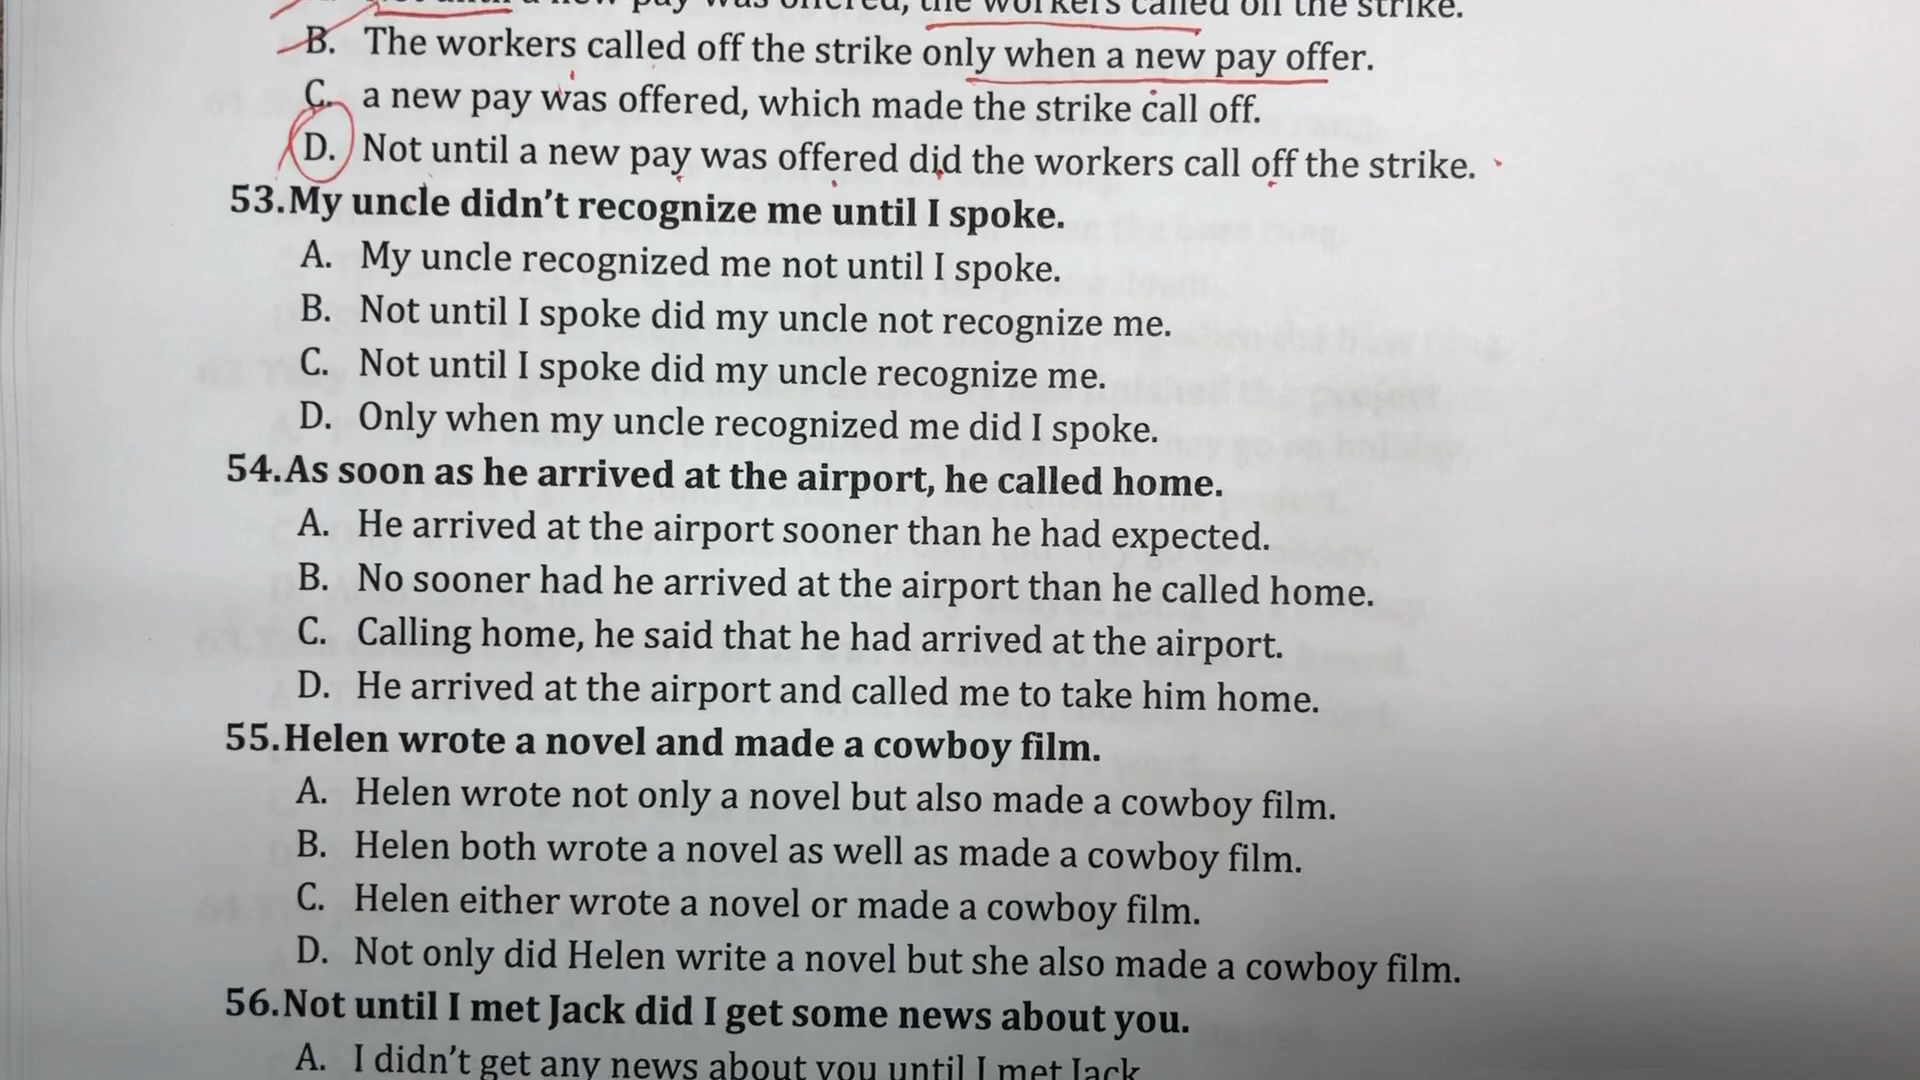 a new pay was offered, the workers called off the strike.
B. The workers called off the strike only when a new pay offer.
C. a new pay was offered, which made the strike call off.
D. Not until a new pay was offered did the workers call off the strike.
53.My uncle didn't recognize me until I spoke.
A. My uncle recognized me not until I spoke.
B. Not until I spoke did my uncle not recognize me.
C. Not until I spoke did my uncle recognize me.
D. Only when my uncle recognized me did I spoke.
54.As soon as he arrived at the airport, he called home.
A. He arrived at the airport sooner than he had expected.
B. No sooner had he arrived at the airport than he called home.
C. Calling home, he said that he had arrived at the airport.
D. He arrived at the airport and called me to take him home.
55.Helen wrote a novel and made a cowboy film.
A. Helen wrote not only a novel but also made a cowboy film.
B. Helen both wrote a novel as well as made a cowboy film.
C. Helen either wrote a novel or made a cowboy film.
D. Not only did Helen write a novel but she also made a cowboy film.
56.Not until I met Jack did I get some news about you.
A. I didn't get any news about you until I met Jack